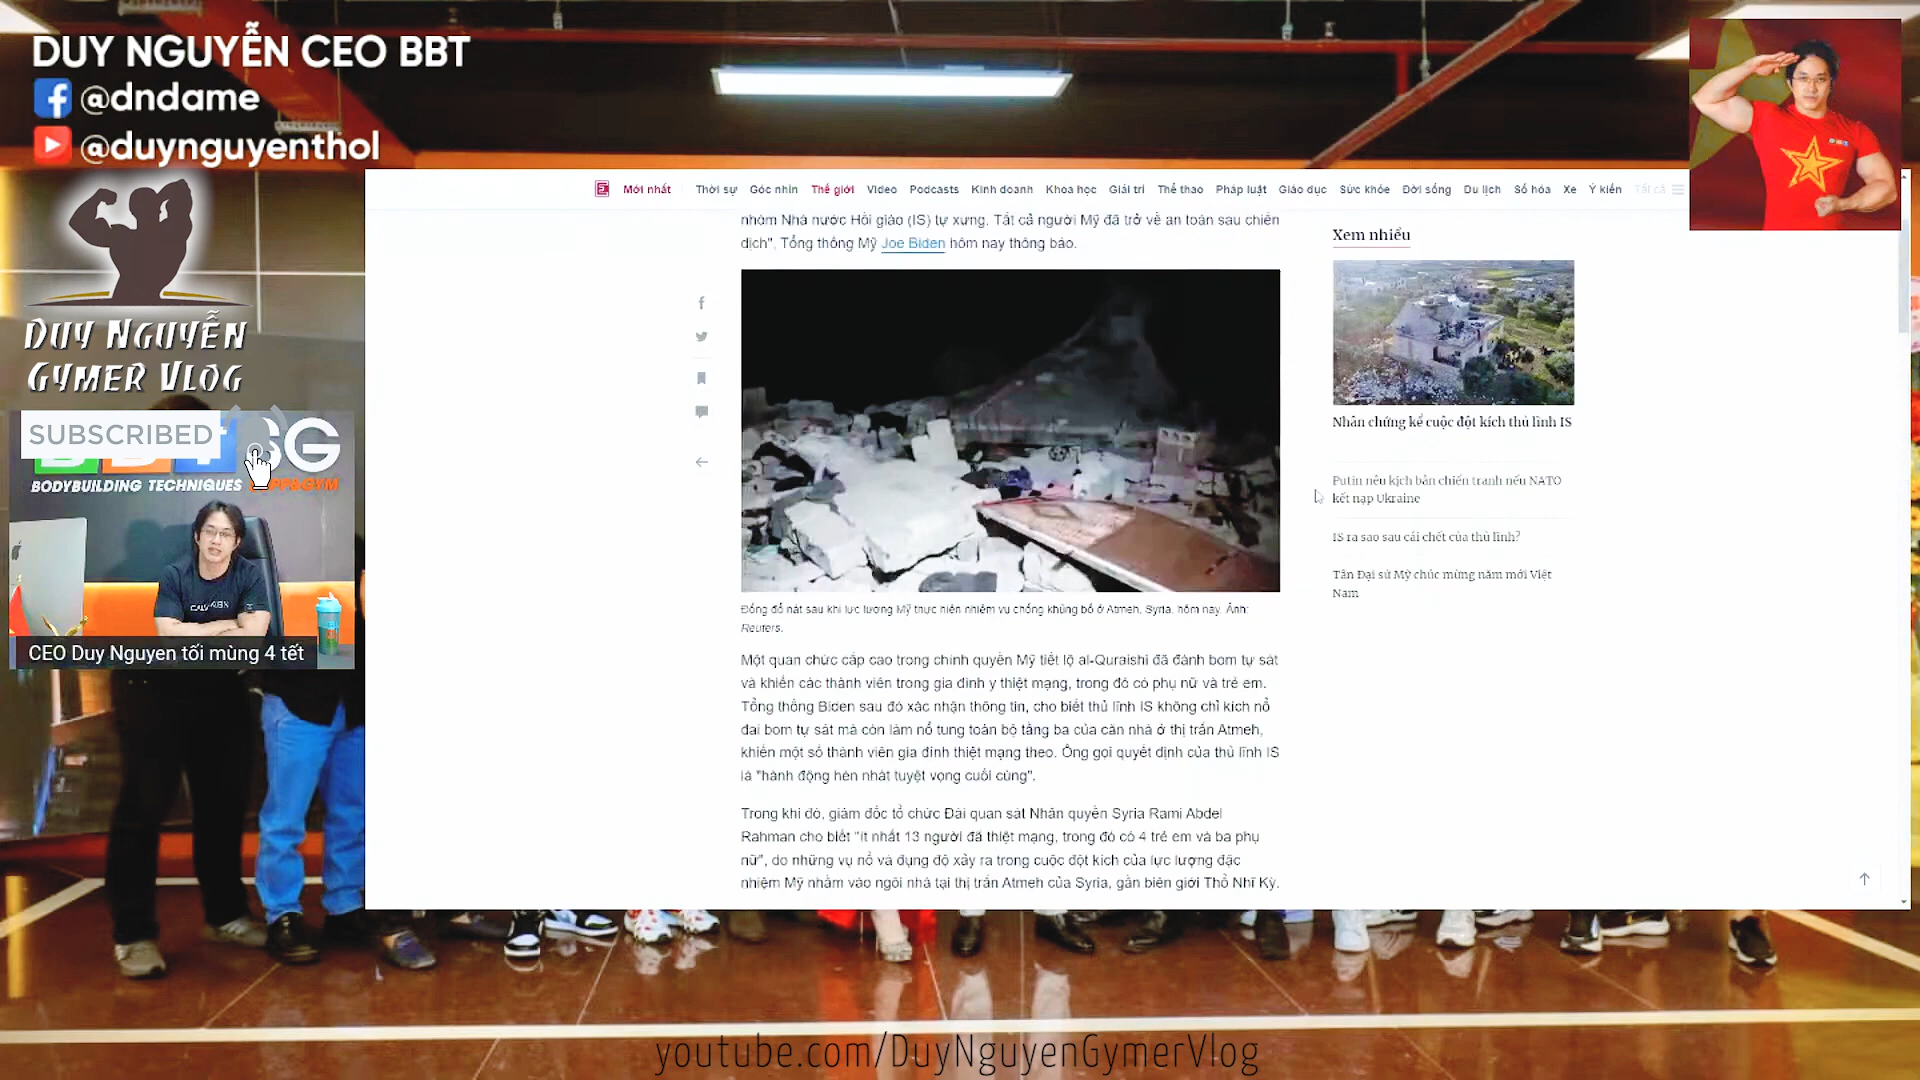 DUY NGUYỄN CEO BBT
@dndame
@duynguyenthol
DUY NGUYỄN
GYMER VLOG
SUBSCRIBED
SG
BODYBUILDING TECHNIQUES
CALVIN KLEIN
CEO Duy Nguyen tối mùng 4 tết
Mới nhất Thời sự Góc nhìn Thế giới Video Podcasts Kinh doanh Khoa học Giải trí Thể thao Pháp luật Giáo dục Sức khỏe Đời sống Du lịch Số hóa Xe Ý kiến Tất cả
nhóm Nhà nước Hồi giáo (IS) tự xưng. Tất cả người Mỹ đã trở về an toàn sau chiến
dịch", Tổng thống Mỹ Joe Biden hôm nay thông báo.
Đống đổ nát sau khi lực lượng Mỹ thực hiện nhiệm vụ chống khủng bố ở Atmeh, Syria, hôm nay. Ảnh:
Reuters.
Một quan chức cấp cao trong chính quyền Mỹ tiết lộ al-Quraishi đã đánh bom tự sát
và khiến các thành viên trong gia đình y thiệt mạng, trong đó có phụ nữ và trẻ em.
Tổng thống Biden sau đó xác nhận thông tin, cho biết thủ lĩnh IS không chỉ kích nổ
đai bom tự sát mà còn làm nổ tung toàn bộ tầng ba của căn nhà ở thị trấn Atmeh,
khiến một số thành viên gia đình thiệt mạng theo. Ông gọi quyết định của thủ lĩnh IS
là "hành động hèn nhát tuyệt vọng cuối cùng".
Trong khi đó, giám đốc tổ chức Đài quan sát Nhân quyền Syria Rami Abdel
Rahman cho biết "ít nhất 13 người đã thiệt mạng, trong đó có 4 trẻ em và ba phụ
nữ", do những vụ nổ và đụng độ xảy ra trong cuộc đột kích của lực lượng đặc
nhiệm Mỹ nhằm vào ngôi nhà tại thị trấn Atmeh của Syria, gần biên giới Thổ Nhĩ Kỳ.
Xem nhiều
Nhân chứng kể cuộc đột kích thủ lĩnh IS
Putin nêu kịch bản chiến tranh nếu NATO
kết nạp Ukraine
IS ra sao sau cái chết của thủ lĩnh?
Tân Đại sứ Mỹ chúc mừng năm mới Việt
Nam
youtube.com/DuyNguyenGymerVlog